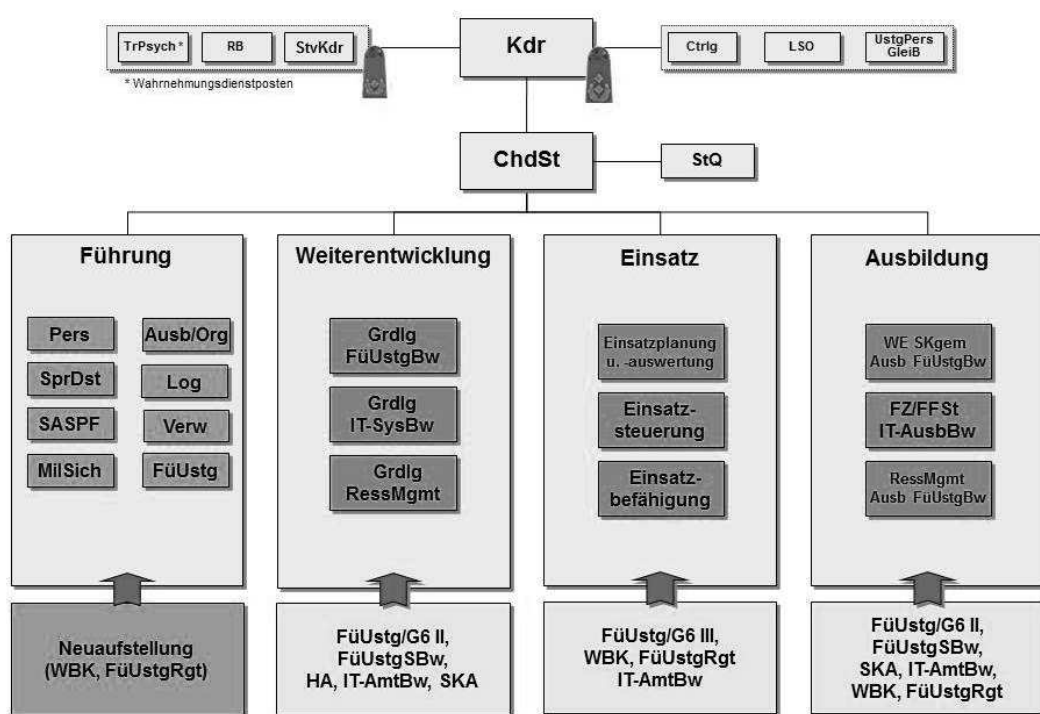 TrPsych*
RB
StvKdr
* Wahrnehmungsdienstposten
Kdr
Ctrlg
LSO
UstgPers
GleiB
ChdSt
StQ
Führung
Pers
Ausb/Org
SprDst
Log
SASPF
Verw
MilSich
FüUstg
Neuaufstellung
(WBK, FüUstgRgt)
Weiterentwicklung
Grdlg
FüUstgBw
Grdlg
IT-SysBw
Grdlg
RessMgmt
FüUstg/G6 II,
FüUstgSBw,
HA, IT-AmtBw, SKA
Einsatz
Einsatzplanung
u. -auswertung
Einsatz-
steuerung
Einsatz-
befähigung
FüUstg/G6 III,
WBK, FüUstgRgt
IT-AmtBw
Ausbildung
WE SKgem
Ausb FüUstgBw
FZ/FFSt
IT-AusbBw
RessMgmt
Ausb FüUstgBw
FüUstg/G6 II,
FüUstgSBw,
SKA, IT-AmtBw,
WBK, FüUstgRgt